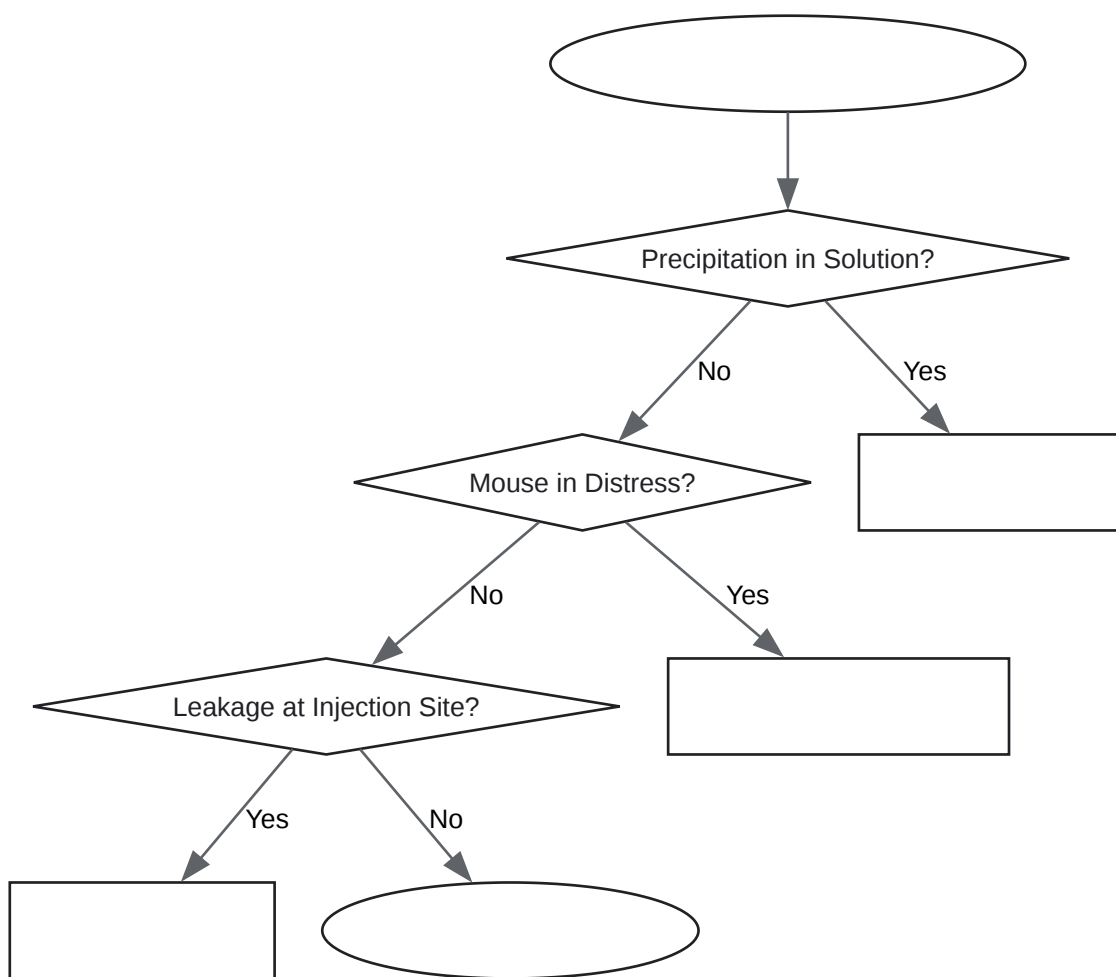 Precipitation in Solution?
No
Yes
Mouse in Distress?
No
Yes
Leakage at Injection Site?
Yes
No